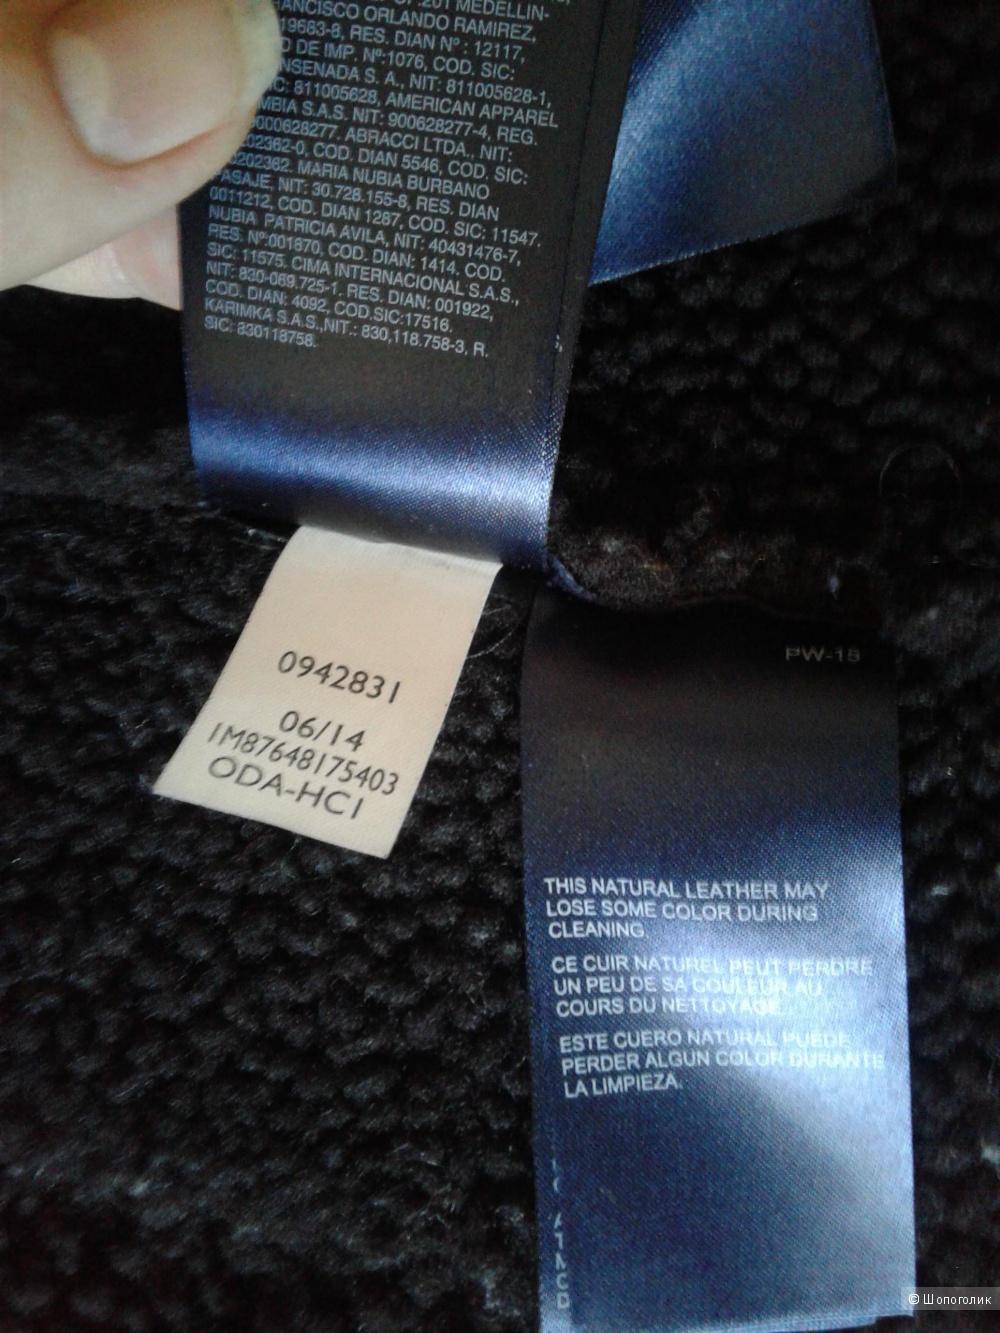 .:201 MEDELLIN-
ANCISCO ORLANDO RAMIREZ,
19663-8, RES. DIAN Nº : 12117,
O DE IMP. Nº:1076, COD. SIC:
NSENADA S. A., NIT: 811005628-1,
C: 811005628, AMERICAN APPAREL
MBIA S.A.S. NIT: 900628277-4, REG.
000628277. ABRACCI LTDA., NIT:
02362-0, COD. DIAN 5546, COD. SIC:
202362. MARIA NUBIA BURBANO
PASAJE, NIT: 30.728.155-8, RES. DIAN
0011212, COD. DIAN 1287, COD. SIC: 11547.
NUBIA PATRICIA AVILA, NIT: 40431476-7,
RES. Nº:001870, COD. DIAN: 1414. COD.
SIC: 11575. CIMA INTERNACIONAL S.A.S.,
NIT: 830-069.725-1, RES. DIAN: 001922,
COD. DIAN: 4092, COD.SIC:17516.
KARIMKA S.A.S.,NIT.: 830,118.758-3, R.
SIC: 830118758.
0942831
06/14
1M87648175403
ODA-HC1
PW-15
THIS NATURAL LEATHER MAY
LOSE SOME COLOR DURING
CLEANING.
CE CUIR NATUREL PEUT PERDRE
UN PEU DE SA COULEUR AU
COURS DU NETTOYAGE.
ESTE CUERO NATURAL PUEDE
PERDER ALGUN COLOR DURANTE
LA LIMPIEZA.
© Шопоголик